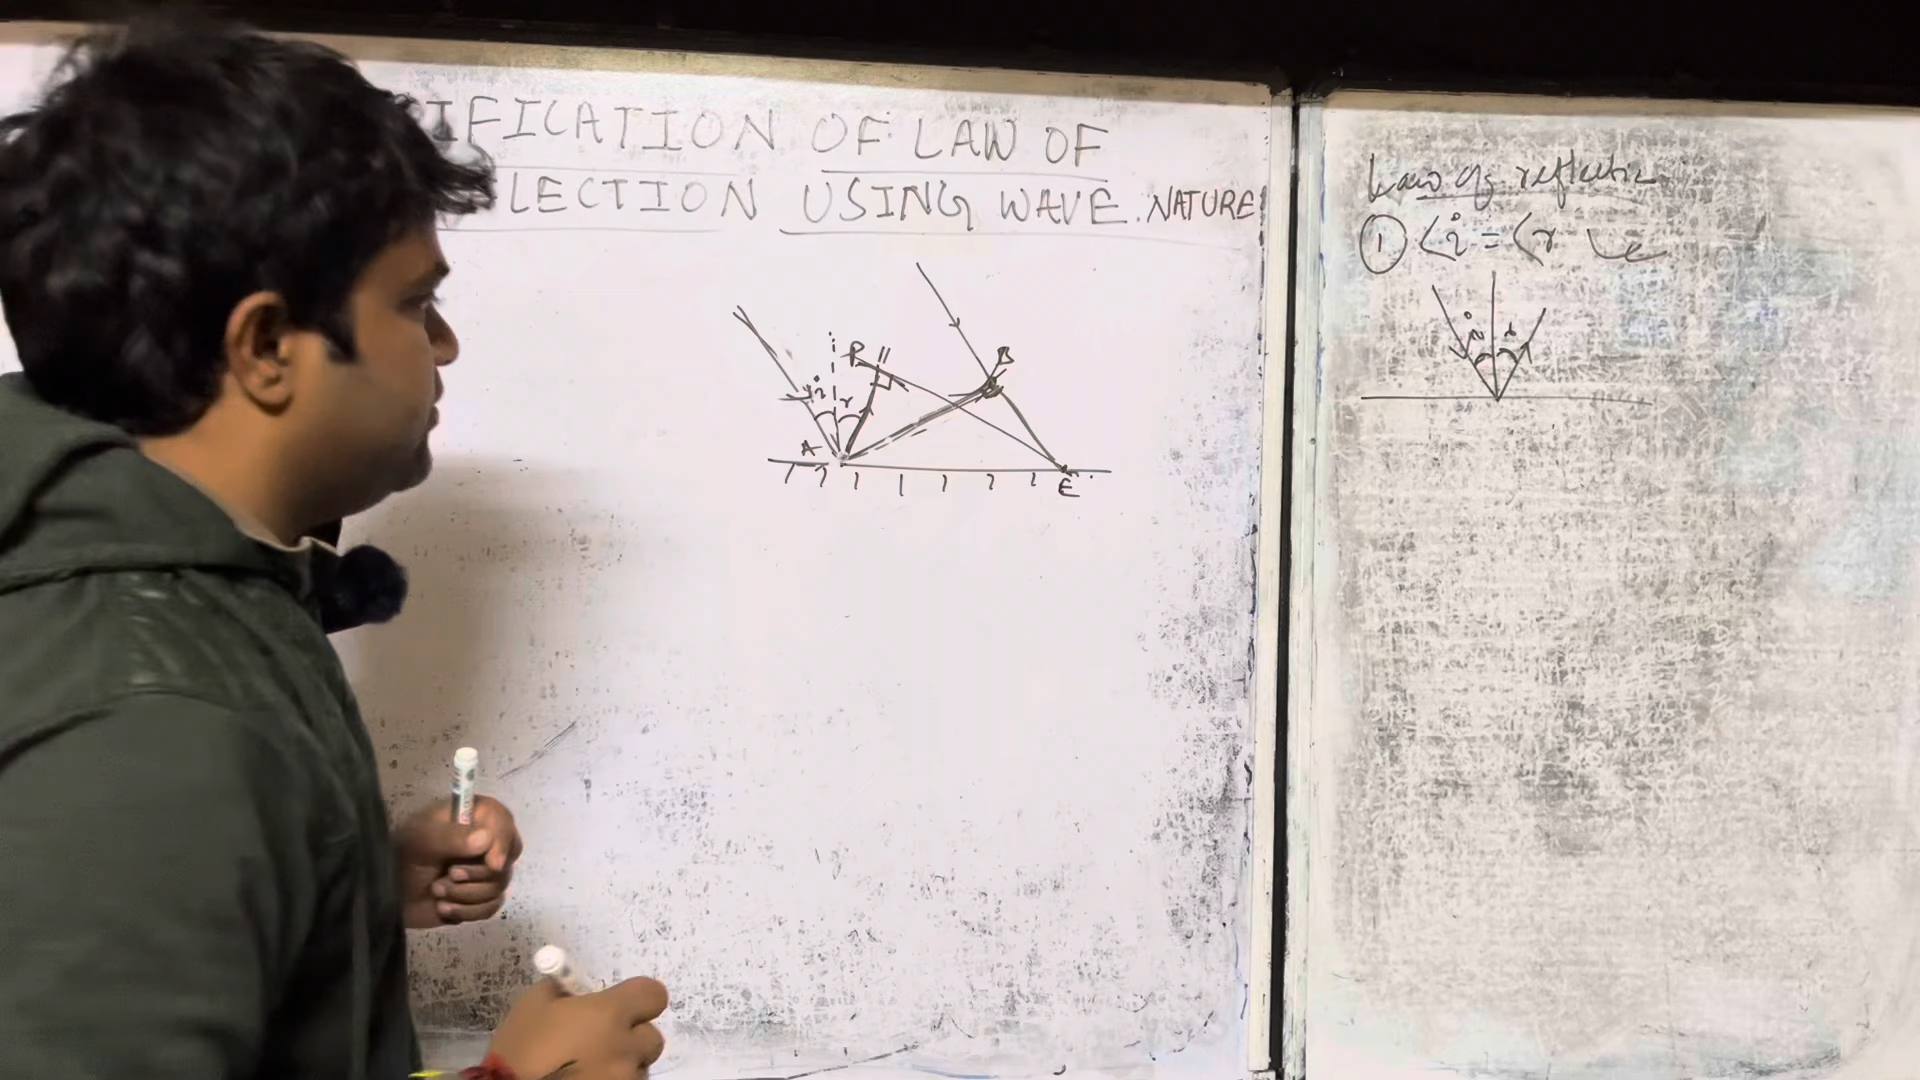 IFICATION OF LAW OF
LECTION USING WAVE. NATURE
i r R B
A E
Law of reflection
① <i = <r
i r